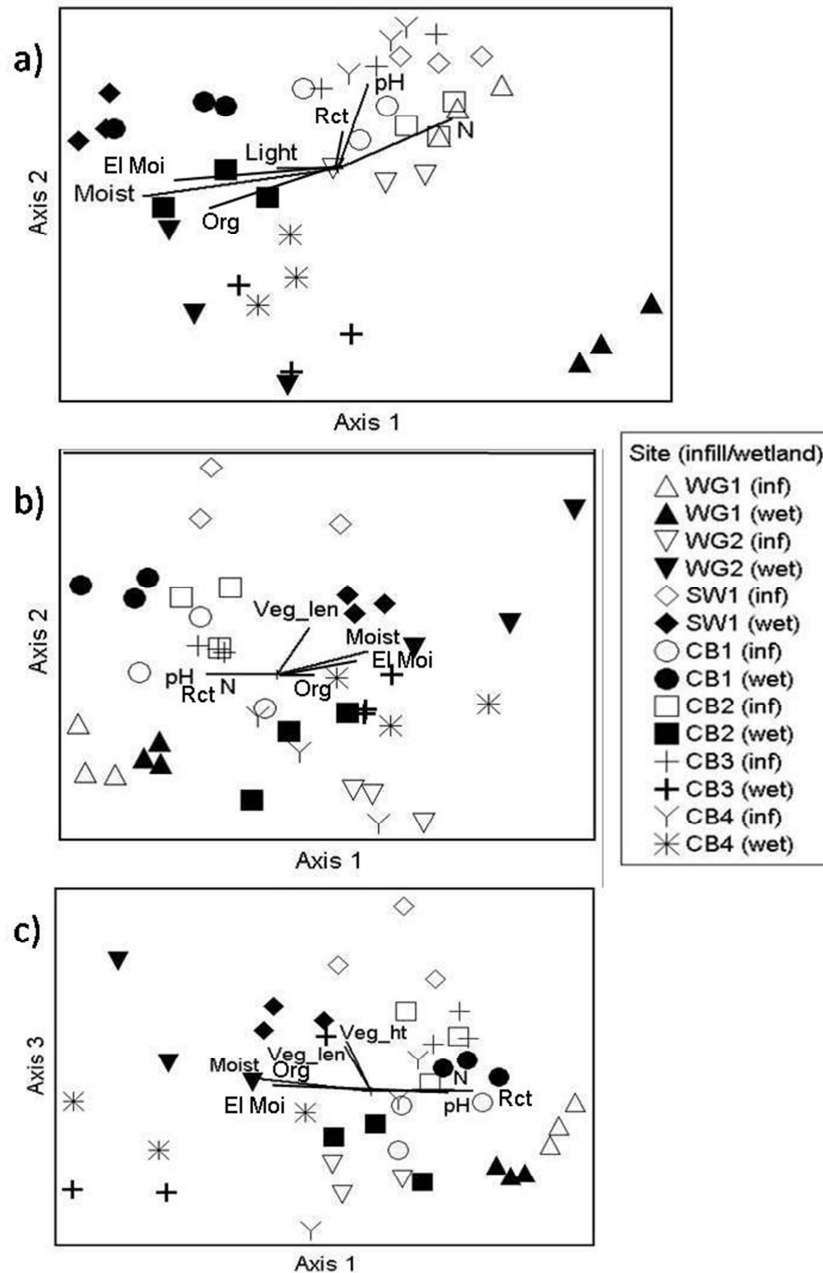 a)
pH
Rct
N
Light
El Moi
Moist
Org
Axis 2
Axis 1
b)
Veg_len
Moist
El Moi
pH
N
Org
Rct
Axis 2
Axis 1
Site (infill/wetland)
WG1 (inf)
WG1 (wet)
WG2 (inf)
WG2 (wet)
SW1 (inf)
SW1 (wet)
CB1 (inf)
CB1 (wet)
CB2 (inf)
CB2 (wet)
CB3 (inf)
CB3 (wet)
CB4 (inf)
CB4 (wet)
c)
Veg_ht
Veg_len
Moist
Org
N
El Moi
pH
Rct
Axis 3
Axis 1